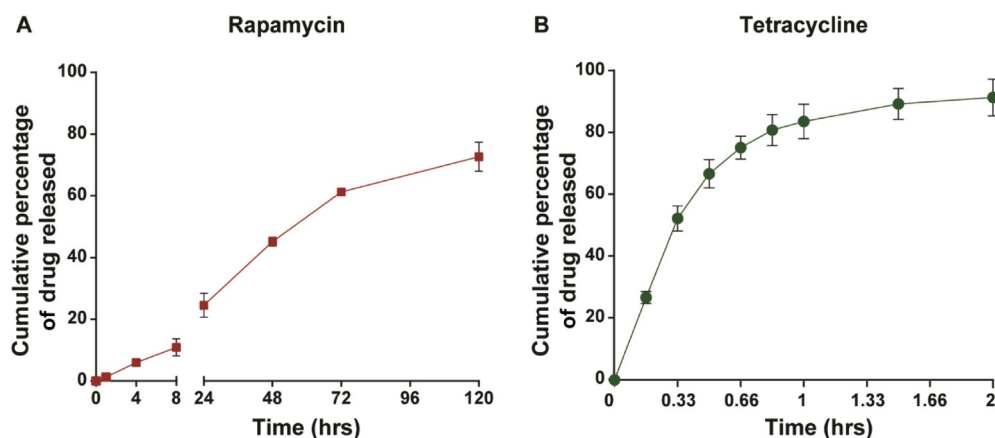 A Rapamycin
Cumulative percentage
of drug released
100
80
60
40
20
0
0 4 8 24 48 72 96 120
Time (hrs)
B Tetracycline
Cumulative percentage
of drug released
100
80
60
40
20
0
0 0.33 0.66 1 1.33 1.66 2
Time (hrs)